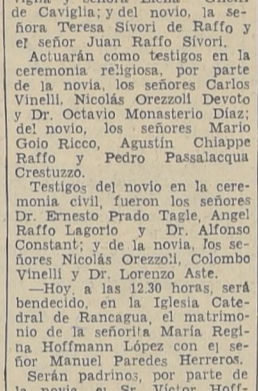 de Caviglia; y del novio, la se-
ñora Teresa Sívori de Raffo y
el señor Juan Raffo Sívori.
Actuarán como testigos en la
ceremonia religiosa, por parte
de la novia, los señores Carlos
Vinelli, Nicolás Orezzoli Devoto
y Dr. Octavio Monasterio Díaz;
del novio, los señores Mario
Goio Ricco, Agustín Chiappe
Raffo y Pedro Passalacqua
Crestuzzo.
Testigos del novio en la cere-
monia civil, fueron los señores
Dr. Ernesto Prado Tagle, Angel
Raffo Lagorio y Dr. Alfonso
Constant; y de la novia, los se-
ñores Nicolás Orezzoli, Colombo
Vinelli y Dr. Lorenzo Aste.
—Hoy, a las 12.30 horas, será
bendecido, en la Iglesia Cate-
dral de Rancagua, el matrimo-
nio de la señorita María Regi-
na Hoffmann López con el se-
ñor Manuel Paredes Herreros.
Serán padrinos, por parte de
la novia, el Sr. Víctor Hoff-